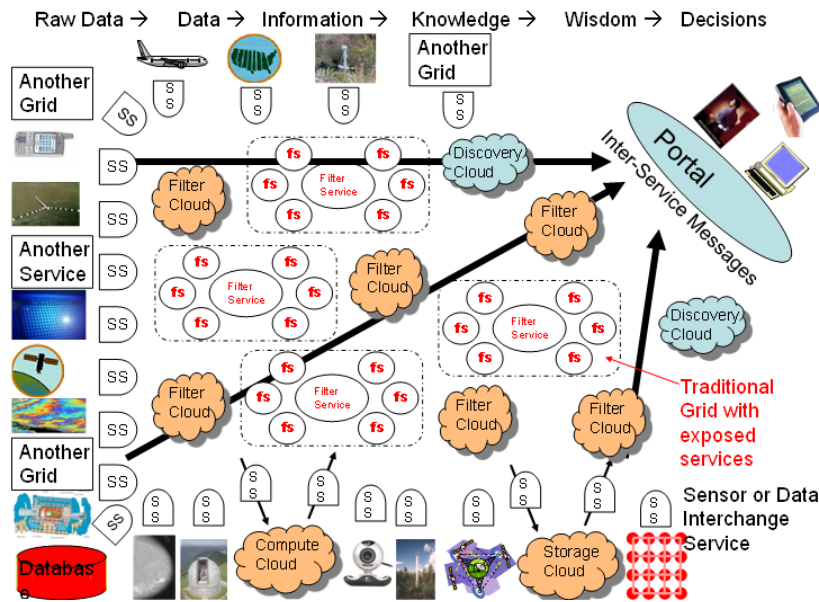 Raw Data → Data → Information → Knowledge → Wisdom → Decisions
Another
Grid
Another
Grid
SS
SS
SS
SS
SS
SS
Discovery
Cloud
Portal
Inter-Service Messages
fs
fs
fs
Filter
Service
fs
fs
fs
Filter
Cloud
SS
SS
Filter
Cloud
Another
Service
SS
fs
fs
fs
Filter
Service
fs
fs
fs
Filter
Cloud
fs
fs
fs
Filter
Service
fs
fs
fs
Discovery
Cloud
SS
fs
fs
fs
Filter
Service
fs
fs
fs
Filter
Cloud
Filter
Cloud
Filter
Cloud
Traditional
Grid with
exposed
services
SS
Another
Grid
SS
SS
SS
SS
SS
SS
SS
SS
SS
SS
SS
SS
SS
Sensor or Data
Interchange
Service
Databas
e
Compute
Cloud
Storage
Cloud